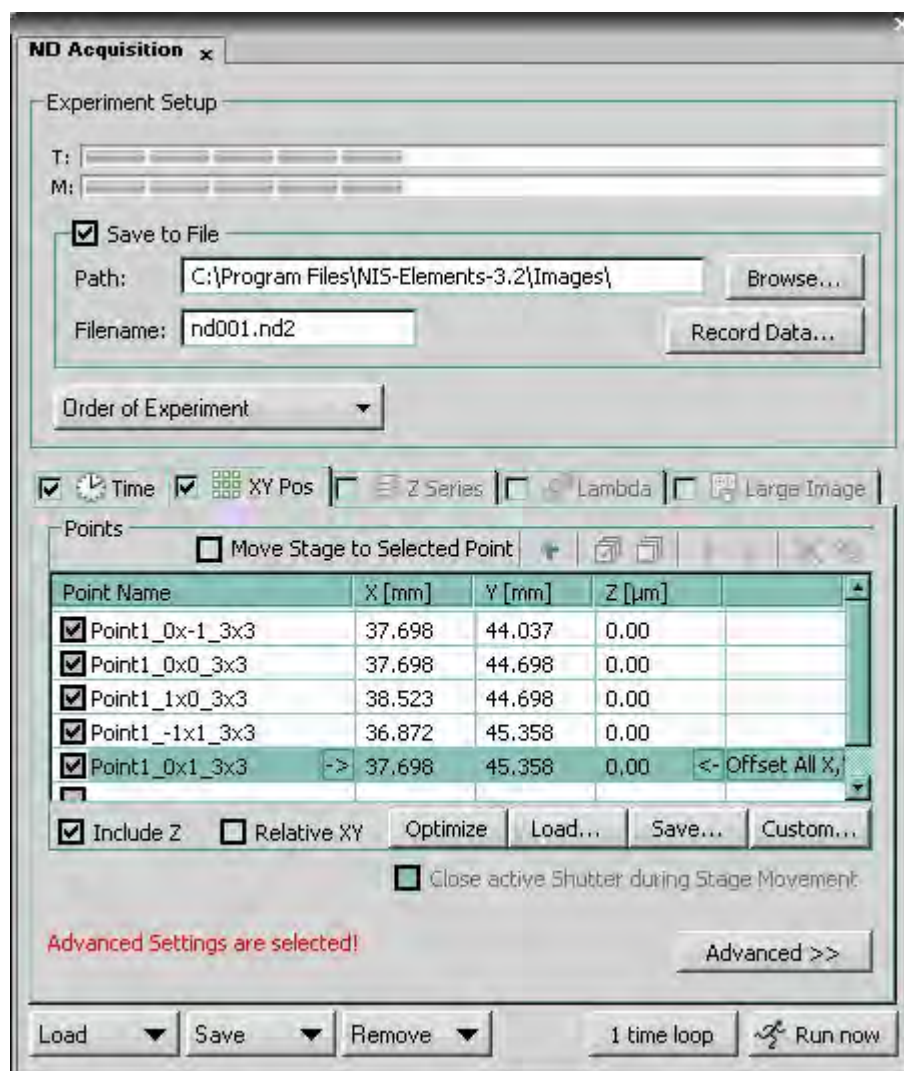 ND Acquisition x
Experiment Setup
T:
M:
Save to File
Path: C:\Program Files\NIS-Elements-3.2\Images\ Browse...
Filename: nd001.nd2 Record Data...
Order of Experiment
Time XY Pos Z Series Lambda Large Image
Points
Move Stage to Selected Point
Point Name X [mm] Y [mm] Z [µm]
Point1_0x-1_3x3 37.698 44.037 0.00
Point1_0x0_3x3 37.698 44.698 0.00
Point1_1x0_3x3 38.523 44.698 0.00
Point1_-1x1_3x3 36.872 45.358 0.00
Point1_0x1_3x3 -> 37.698 45.358 0.00 <- Offset All X,
Include Z Relative XY Optimize Load... Save... Custom...
Close active Shutter during Stage Movement
Advanced Settings are selected!
Advanced >>
Load Save Remove 1 time loop Run now